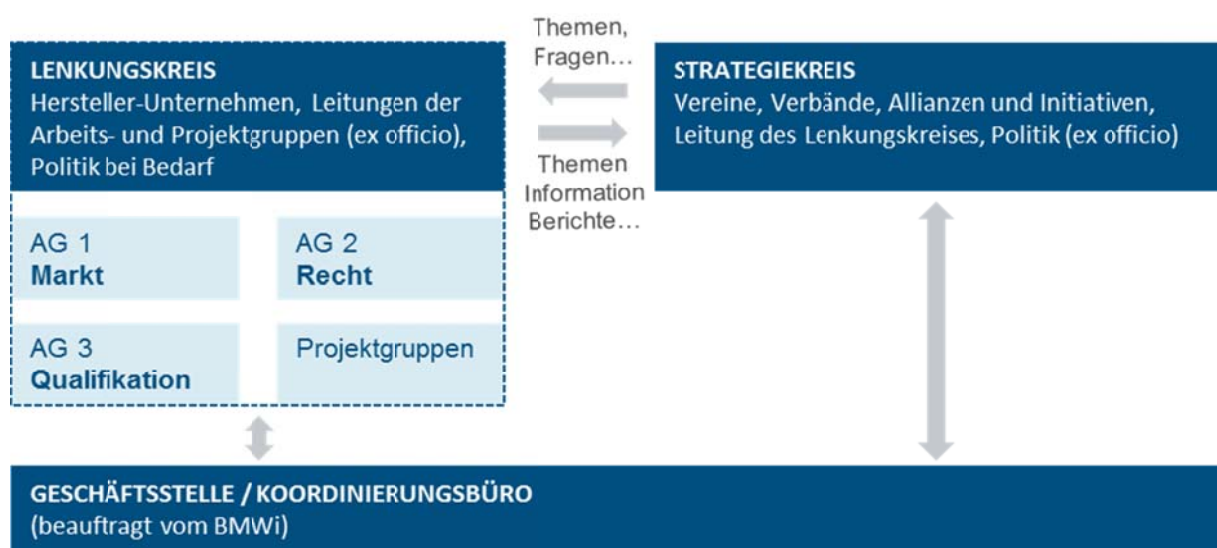 LENKUNGSKREIS
Hersteller-Unternehmen, Leitungen der
Arbeits- und Projektgruppen (ex officio),
Politik bei Bedarf
Themen,
Fragen...
Themen
Information
Berichte...
STRATEGIEKREIS
Vereine, Verbände, Allianzen und Initiativen,
Leitung des Lenkungskreises, Politik (ex officio)
AG 1
Markt
AG 2
Recht
AG 3
Qualifikation
Projektgruppen
GESCHÄFTSSTELLE / KOORDINIERUNGSBÜRO
(beauftragt vom BMWi)